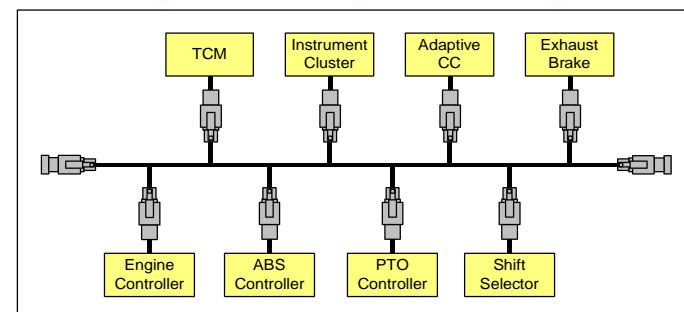 TCM
Instrument
Cluster
Adaptive
CC
Exhaust
Brake
Engine
Controller
ABS
Controller
PTO
Controller
Shift
Selector